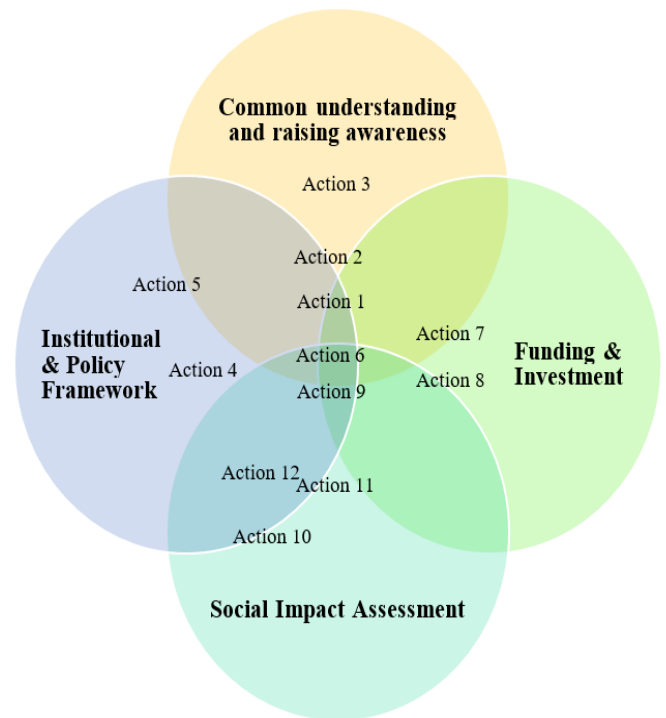 Common understanding
and raising awareness
Action 3
Action 2
Action 5
Action 1
Action 7
Institutional
& Policy
Framework
Action 4
Action 6
Action 9
Action 8
Funding &
Investment
Action 12
Action 11
Action 10
Social Impact Assessment